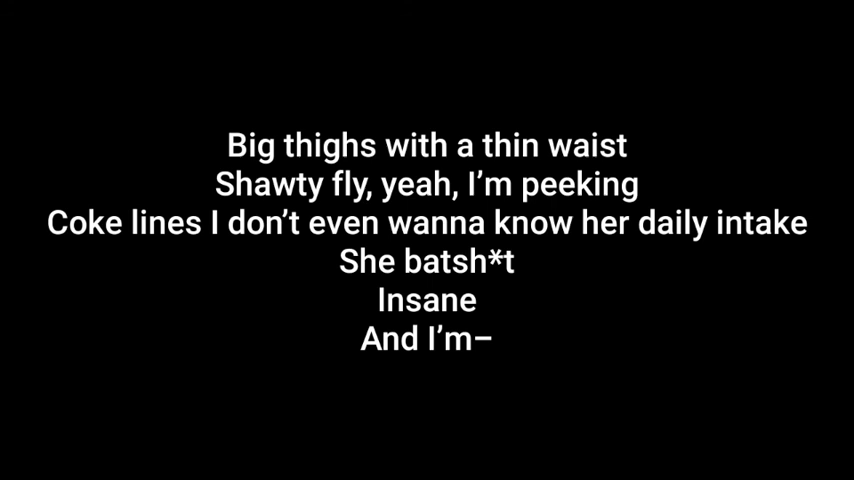 Big thighs with a thin waist
Shawty fly, yeah, I’m peeking
Coke lines I don’t even wanna know her daily intake
She batsh*t
Insane
And I’m–